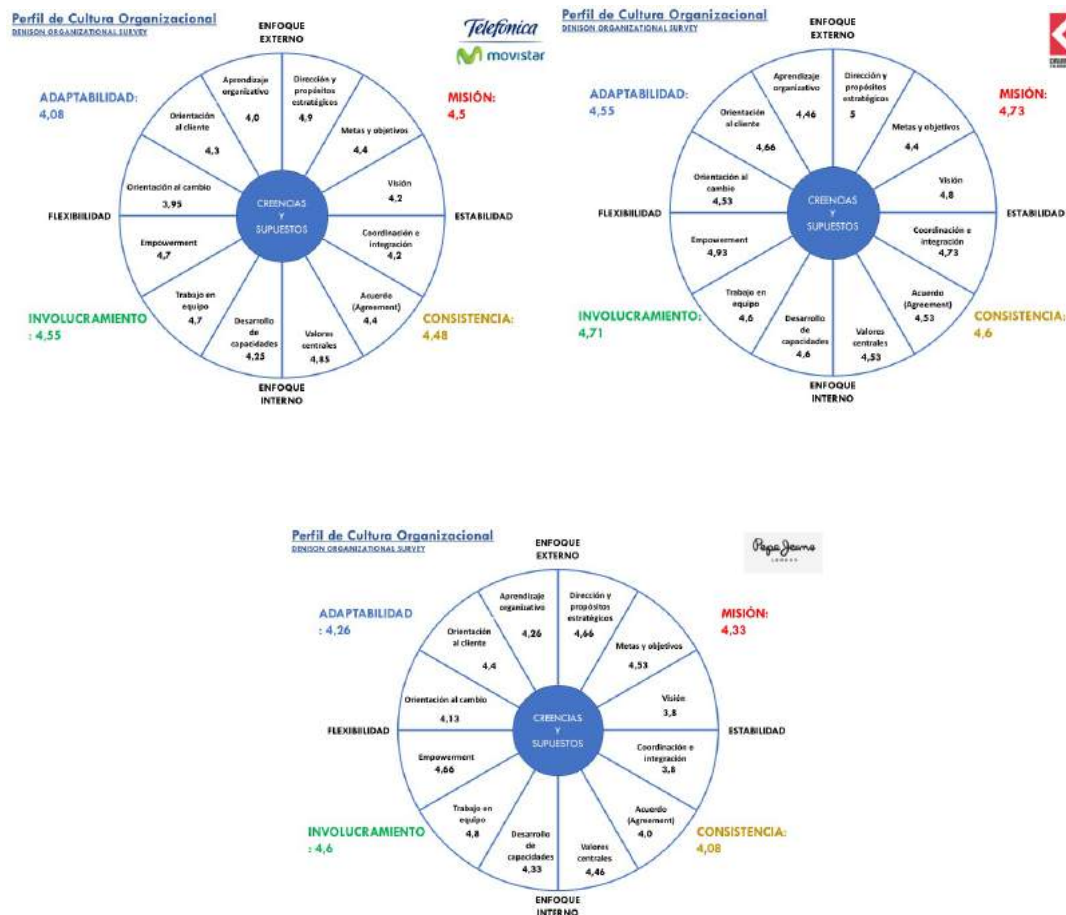 Perfil de Cultura Organizacional
DENISON ORGANIZATIONAL SURVEY
Telefónica
movistar
ENFOQUE
EXTERNO
ADAPTABILIDAD:
4,08
MISIÓN:
4,5
Aprendizaje
organizativo
4,0
Dirección y
propósitos
estratégicos
4,9
Orientación
al cliente
4,3
Metas y objetivos
4,4
Orientación al cambio
3,95
Visión
4,2
FLEXIBIILIDAD
CREENCIAS
Y
SUPUESTOS
ESTABILIDAD
Empowerment
4,7
Coordinación e
integración
4,2
Trabajo en
equipo
4,7
Acuerdo
(Agreement)
4,4
Desarrollo
de
capacidades
4,25
Valores
centrales
4,85
INVOLUCRAMIENTO
: 4,55
CONSISTENCIA:
4,48
ENFOQUE
INTERNO
Perfil de Cultura Organizacional
DENISON ORGANIZATIONAL SURVEY
ENFOQUE
EXTERNO
ADAPTABILIDAD:
4,55
MISIÓN:
4,73
Aprendizaje
organizativo
4,46
Dirección y
propósitos
estratégicos
5
Orientación
al cliente
4,66
Metas y objetivos
4,4
Orientación al
cambio
4,53
Visión
4,8
FLEXIBIILIDAD
CREENCIAS
Y
SUPUESTOS
ESTABILIDAD
Empowerment
4,93
Coordinación e
integración
4,73
Trabajo en
equipo
4,6
Acuerdo
(Agreement)
4,53
Desarrollo
de
capacidades
4,6
Valores
centrales
4,53
INVOLUCRAMIENTO:
4,71
CONSISTENCIA:
4,6
ENFOQUE
INTERNO
Perfil de Cultura Organizacional
DENISON ORGANIZATIONAL SURVEY
Pepe Jeans
LONDON
ENFOQUE
EXTERNO
ADAPTABILIDAD
: 4,26
MISIÓN:
4,33
Aprendizaje
organizativo
4,26
Dirección y
propósitos
estratégicos
4,66
Orientación
al cliente
4,4
Metas y objetivos
4,53
Orientación al cambio
4,13
Visión
3,8
FLEXIBIILIDAD
CREENCIAS
Y
SUPUESTOS
ESTABILIDAD
Empowerment
4,66
Coordinación e
integración
3,8
Trabajo en
equipo
4,8
Acuerdo
(Agreement)
4,0
Desarrollo
de
capacidades
4,33
Valores
centrales
4,46
INVOLUCRAMIENTO
: 4,6
CONSISTENCIA:
4,08
ENFOQUE
INTERNO